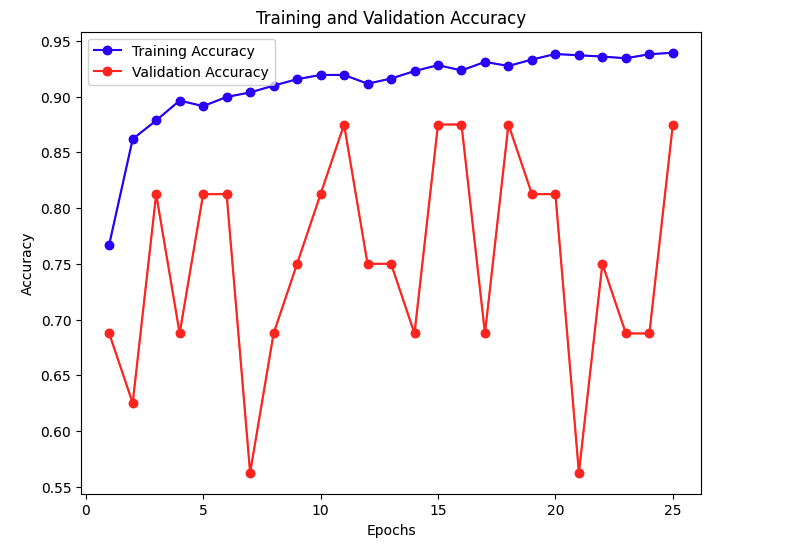 Training and Validation Accuracy
Training Accuracy
Validation Accuracy
0.95
0.90
0.85
0.80
0.75
0.70
0.65
0.60
0.55
Accuracy
0 5 10 15 20 25
Epochs